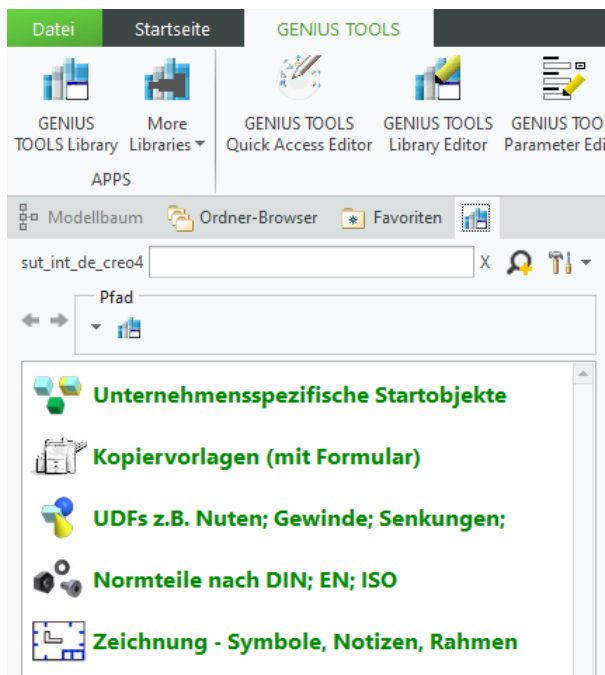 Datei Startseite GENIUS TOOLS
GENIUS More GENIUS TOOLS GENIUS TOOLS GENIUS TOO
TOOLS Library Libraries Quick Access Editor Library Editor Parameter Edi
APPS
Modellbaum Ordner-Browser Favoriten
sut_int_de_creo4 X
Pfad
Unternehmensspezifische Startobjekte
Kopiervorlagen (mit Formular)
UDFs z.B. Nuten; Gewinde; Senkungen;
Normteile nach DIN; EN; ISO
Zeichnung - Symbole, Notizen, Rahmen